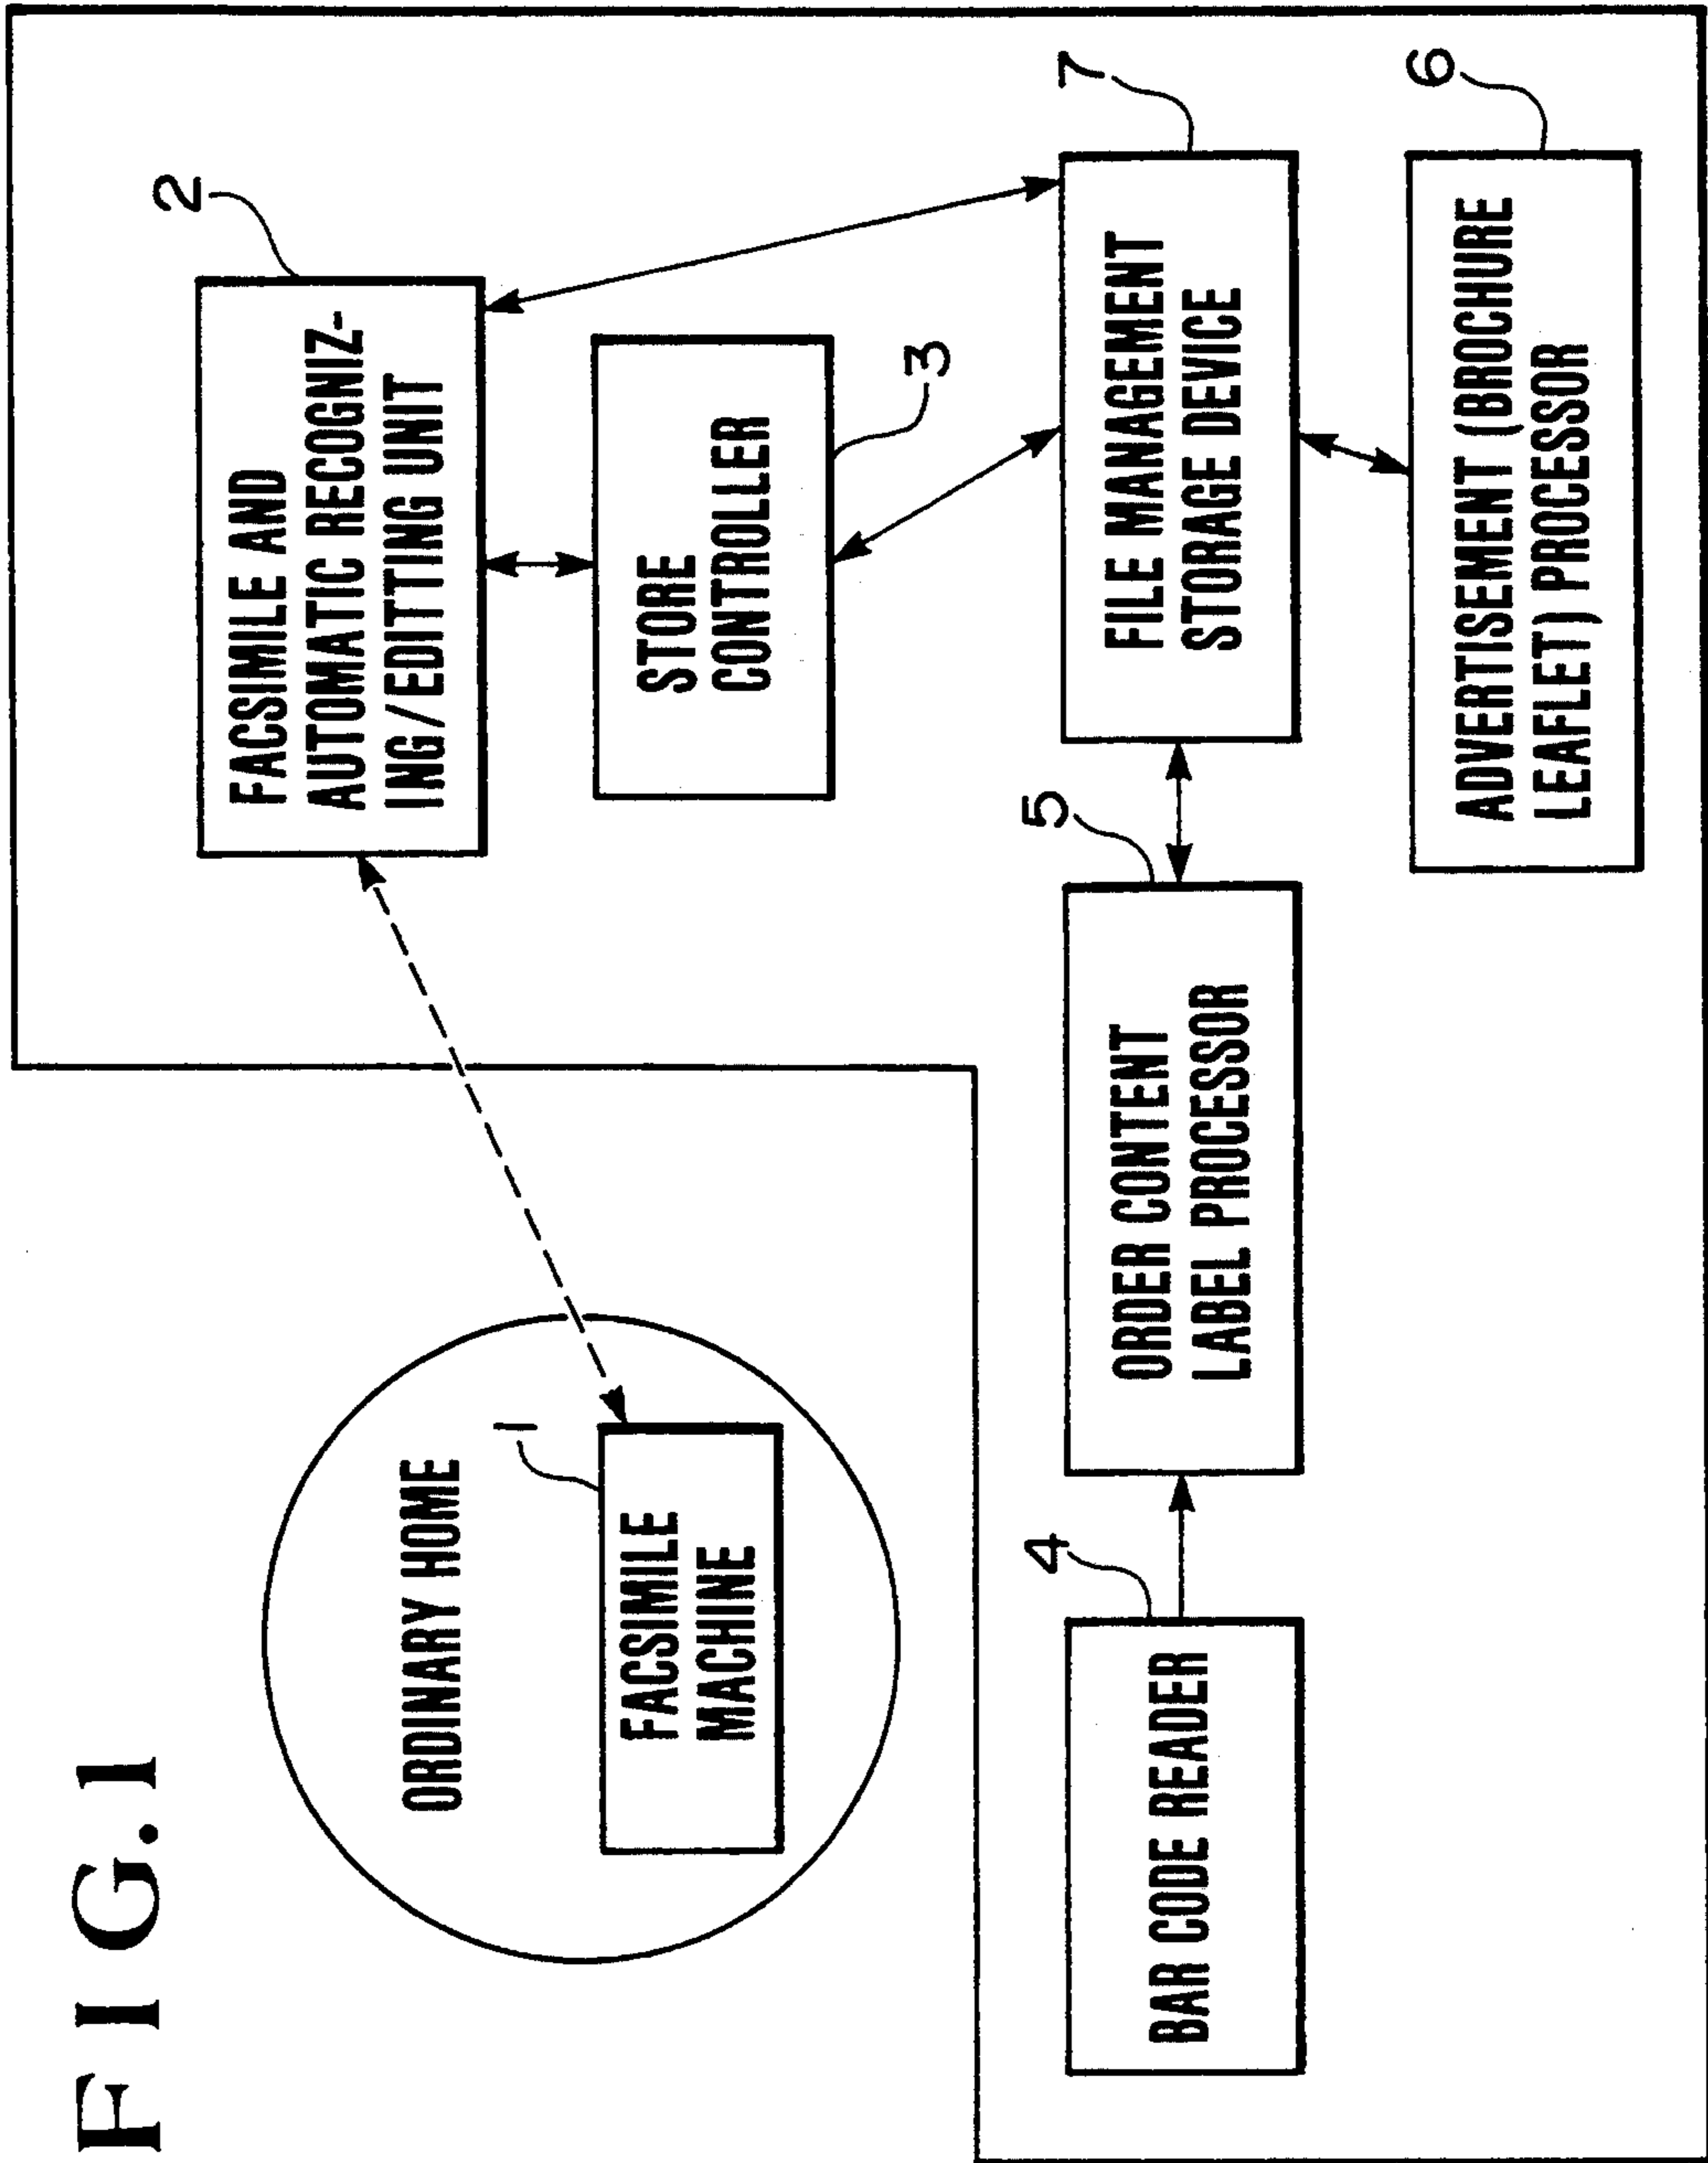 FIG.1
ORDINARY HOME
1
FACSIMILE
MACHINE
2
FACSIMILE AND
AUTOMATIC RECOGNIZ-
ING/EDITTING UNIT
3
STORE
CONTROLLER
4
BAR CODE READER
5
ORDER CONTENT
LABEL PROCESSOR
7
FILE MANAGEMENT
STORAGE DEVICE
6
ADVERTISEMENT (BROCHURE
LEAFLET) PROCESSOR